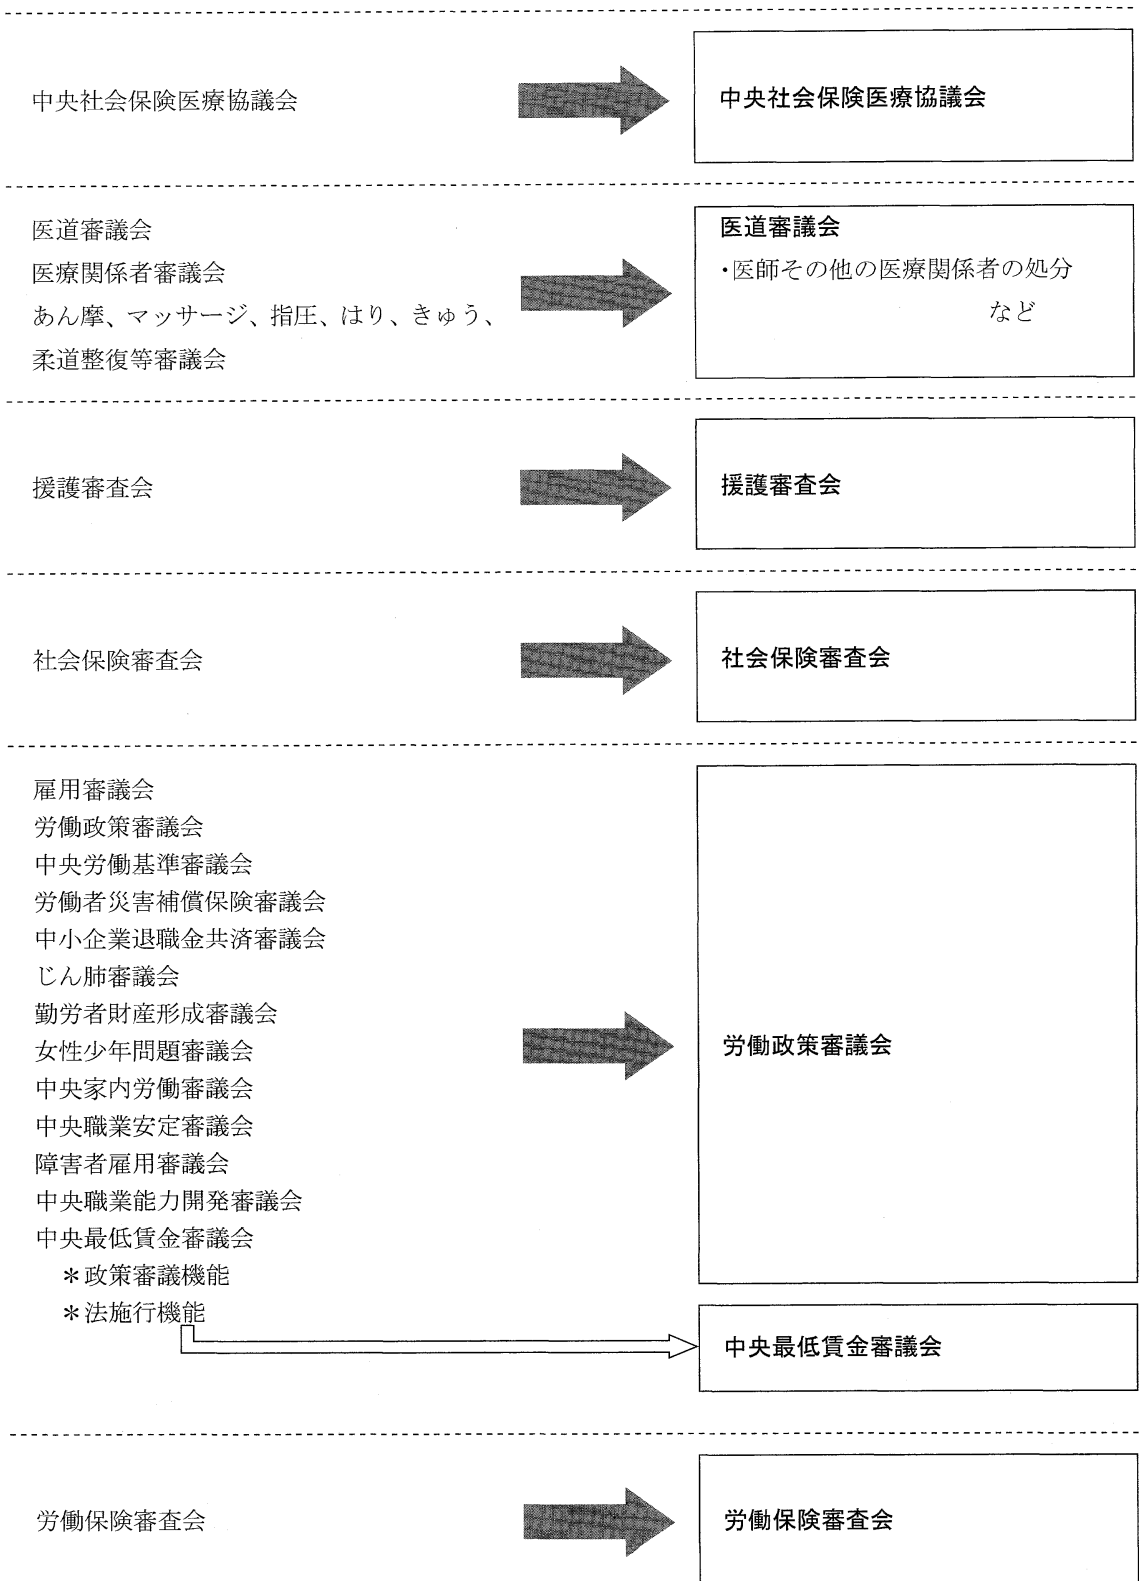 中央社会保険医療協議会
中央社会保険医療協議会
医道審議会
医療関係者審議会
あん摩、マッサージ、指圧、はり、きゅう、
柔道整復等審議会
医道審議会
・医師その他の医療関係者の処分
など
援護審査会
援護審査会
社会保険審査会
社会保険審査会
雇用審議会
労働政策審議会
中央労働基準審議会
労働者災害補償保険審議会
中小企業退職金共済審議会
じん肺審議会
勤労者財産形成審議会
女性少年問題審議会
中央家内労働審議会
中央職業安定審議会
障害者雇用審議会
中央職業能力開発審議会
中央最低賃金審議会
＊政策審議機能
＊法施行機能
労働政策審議会
中央最低賃金審議会
労働保険審査会
労働保険審査会